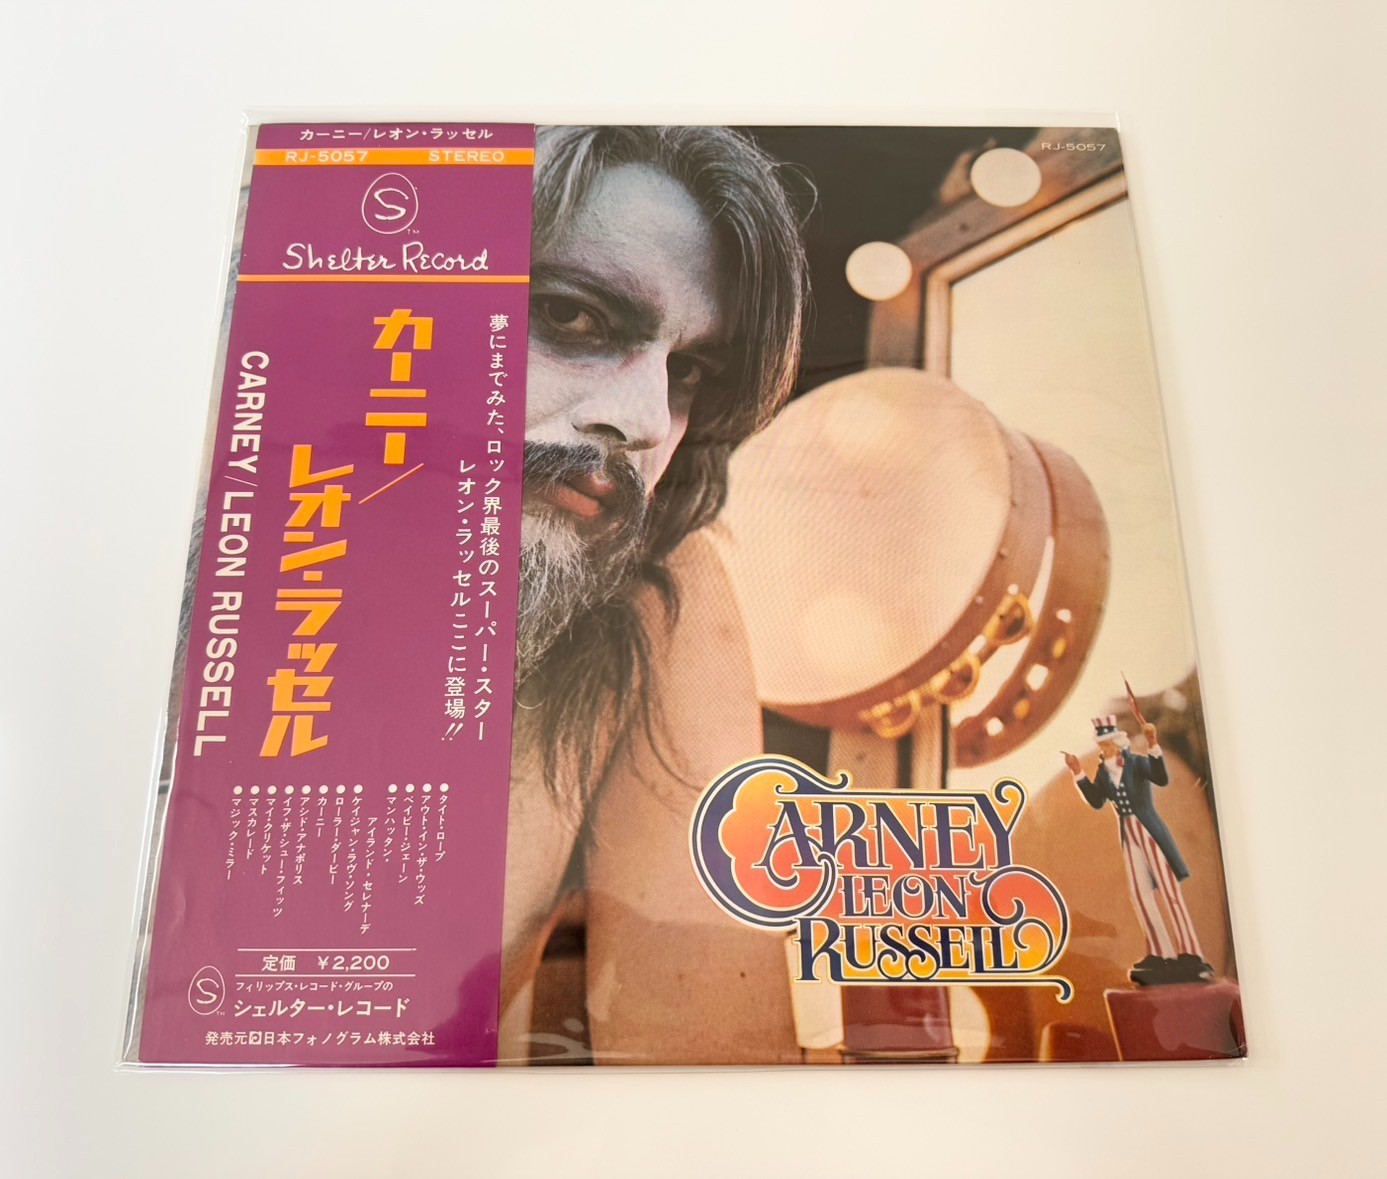 カーニー/レオン・ラッセル
RJ-5057 STEREO
S
TM
Shelter Record
夢にまでみた、ロック界最後のスーパー・スター
レオン・ラッセルここに登場!!
カーニー/
レオン・ラッセル
CARNEY/LEON RUSSELL
●タイト・ロープ
●アウト・イン・ザ・ウッズ
●ベイビー・ジェーン
●マンハッタン・
アイランド・セレナーデ
●ケイジャン・ラヴ・ソング
●ローラー・ダービー
●カーニー
●アシド・アナポリス
●イフ・ザ・シュー・フィッツ
●マイ・クリケット
●マスカレード
●マジック・ミラー
定価 ¥2,200
S
TM
フィリップス・レコード・グループの
シェルター・レコード
発売元 日本フォノグラム株式会社
RJ-5057
CARNEY
LEON
RUSSELL